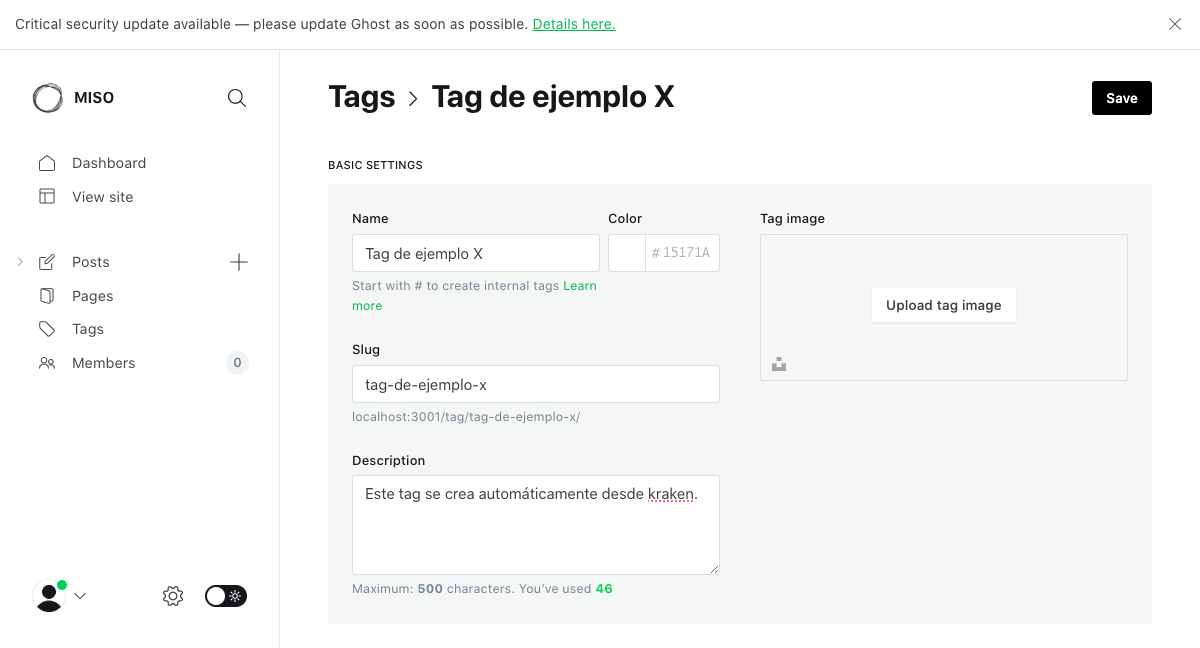 Critical security update available — please update Ghost as soon as possible. Details here.
MISO
Tags > Tag de ejemplo X
Save
Dashboard
View site
Posts
Pages
Tags
Members 0
BASIC SETTINGS
Name
Tag de ejemplo X
Start with # to create internal tags Learn
more
Color
# 15171A
Slug
tag-de-ejemplo-x
localhost:3001/tag/tag-de-ejemplo-x/
Description
Este tag se crea automáticamente desde kraken.
Maximum: 500 characters. You’ve used 46
Tag image
Upload tag image